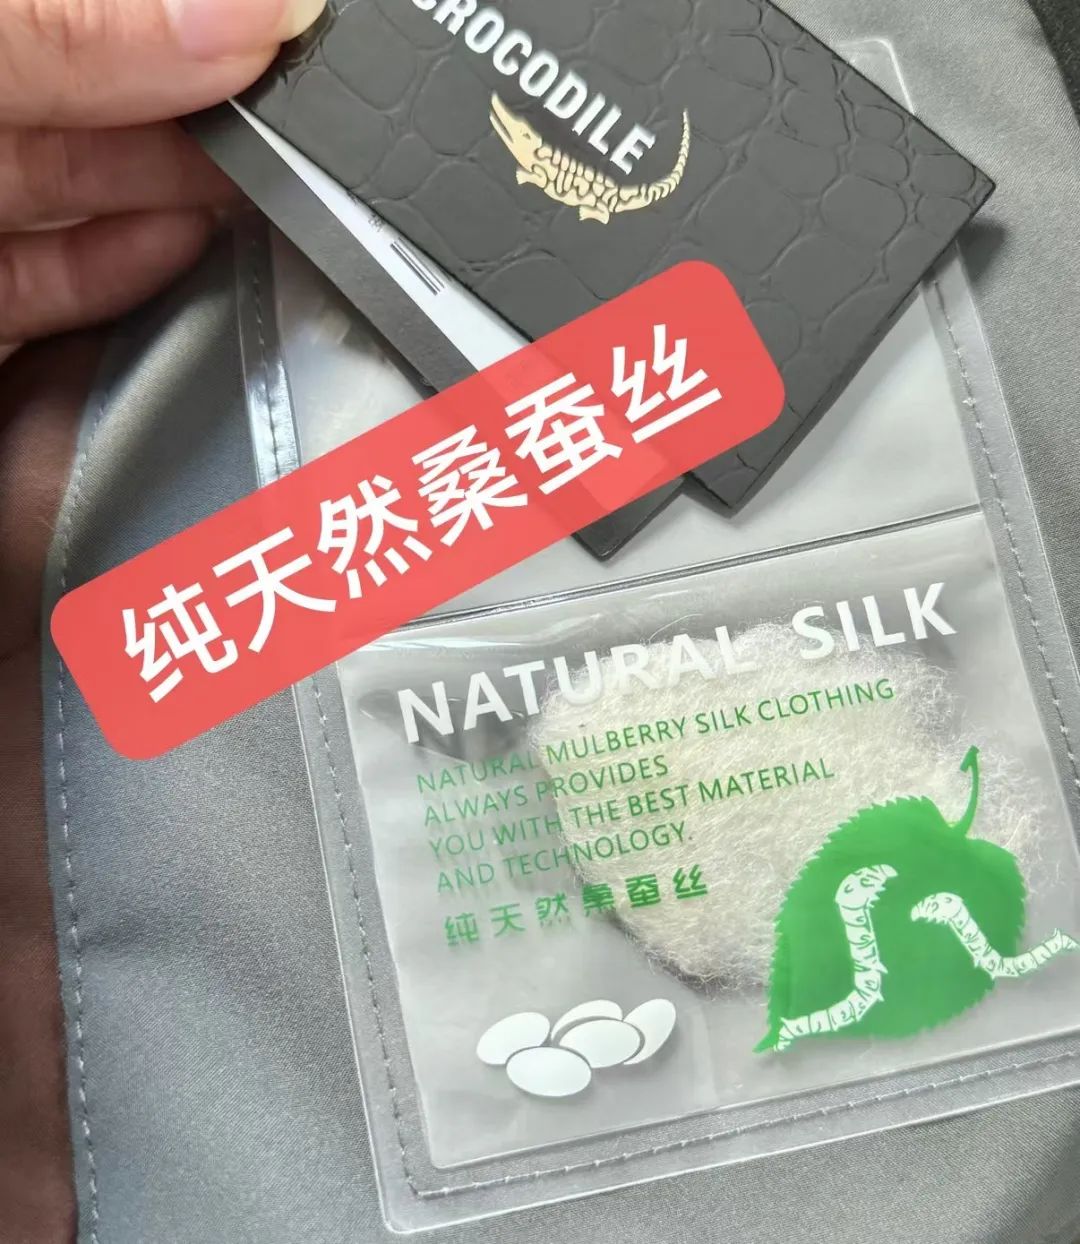 CROCODILE
纯天然桑蚕丝
NATURAL SILK
NATURAL MULBERRY SILK CLOTHING
ALWAYS PROVIDES
YOU WITH THE BEST MATERIAL
AND TECHNOLOGY.
纯天然桑蚕丝